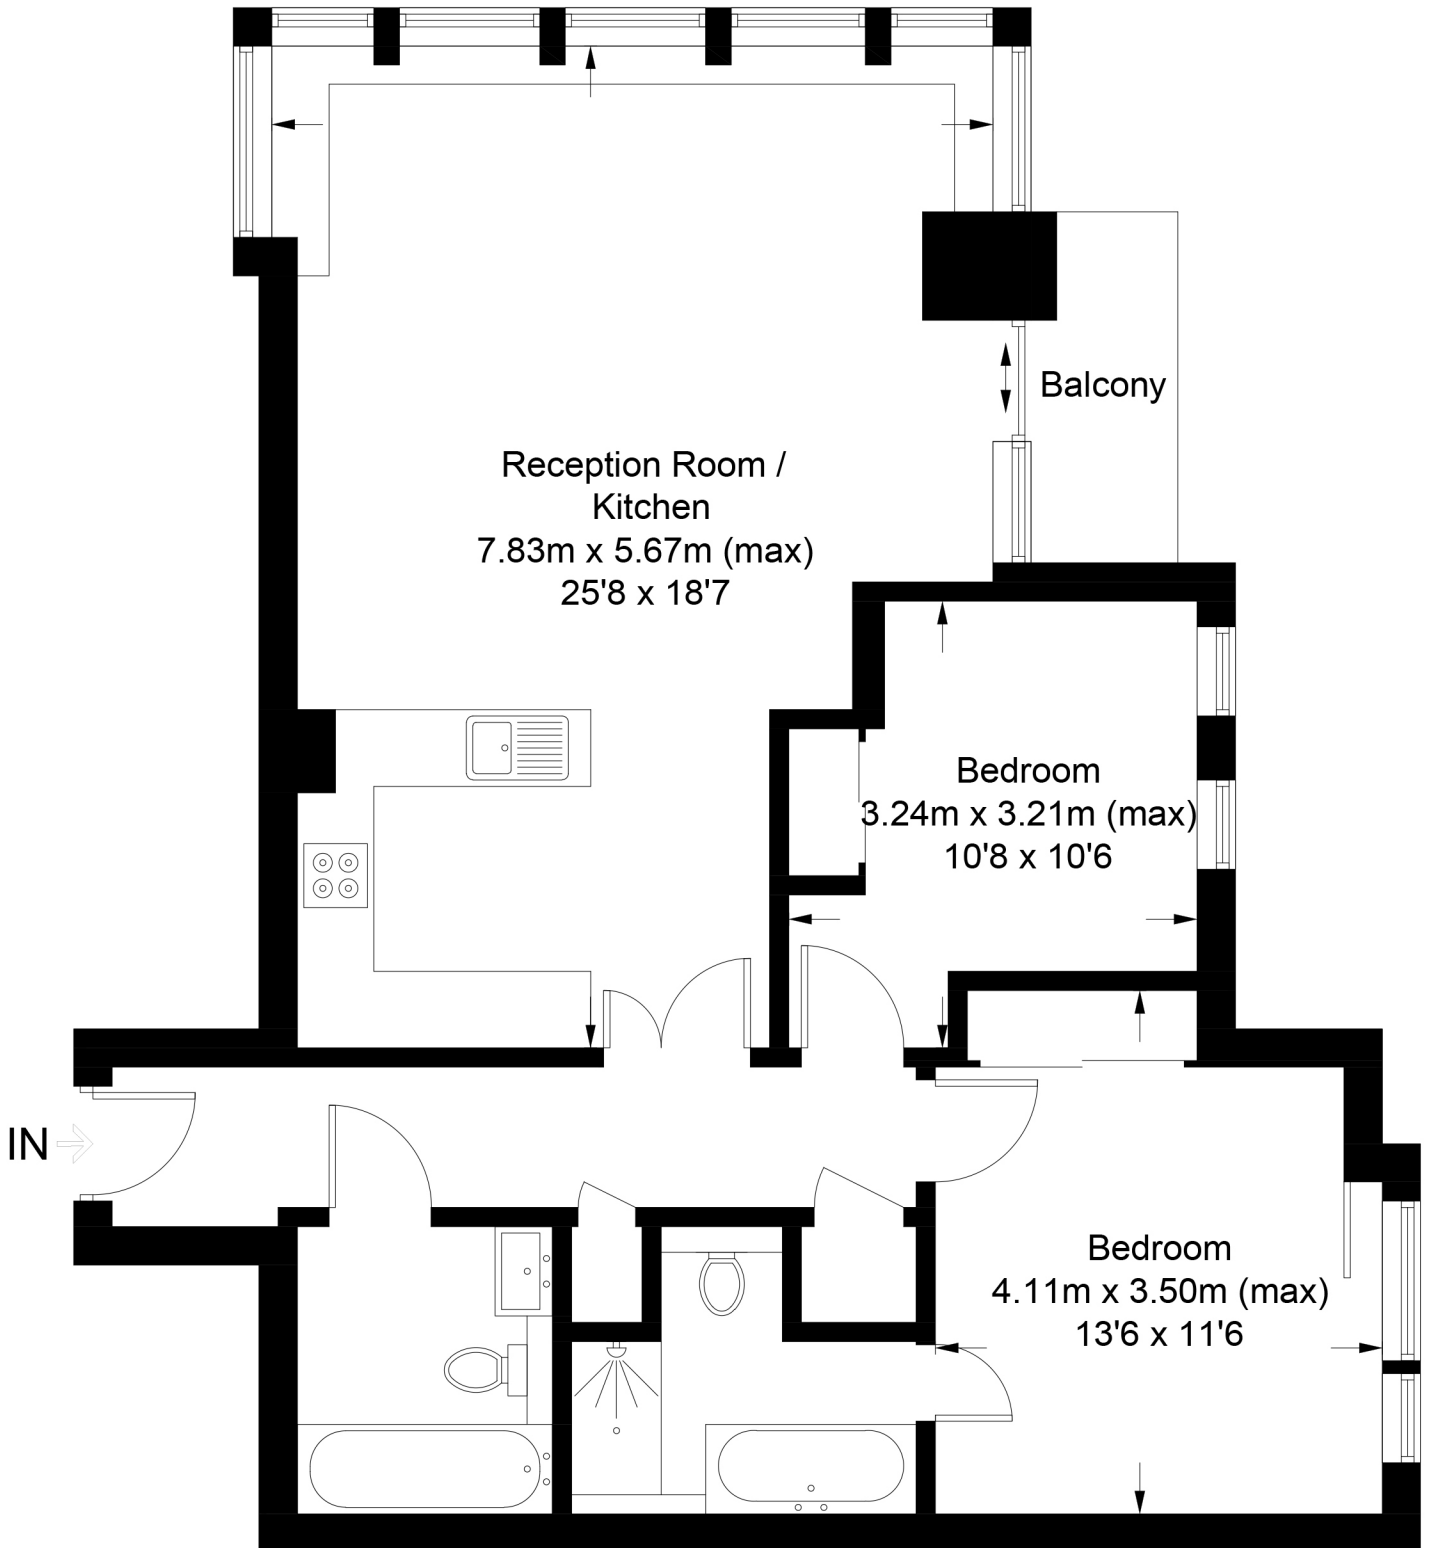 Balcony
Reception Room /
Kitchen
7.83m x 5.67m (max)
25'8 x 18'7
Bedroom
3.24m x 3.21m (max)
10'8 x 10'6
IN
Bedroom
4.11m x 3.50m (max)
13'6 x 11'6